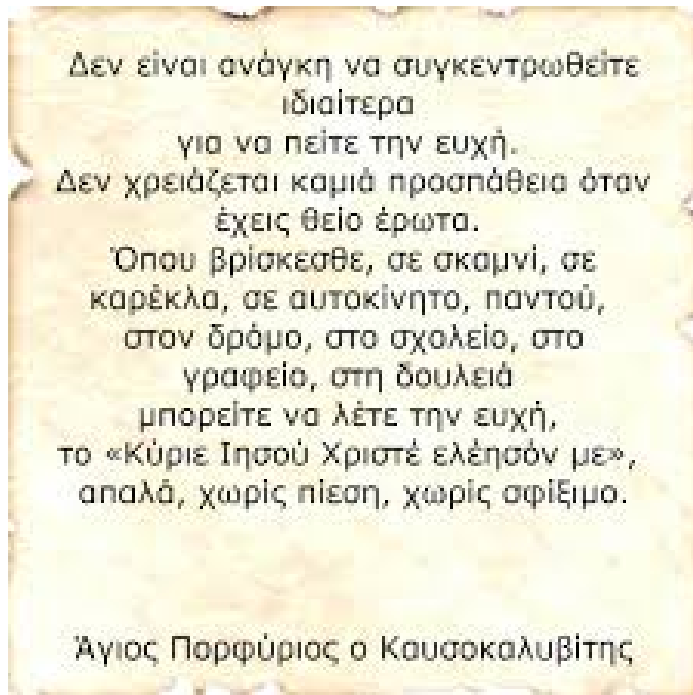 Δεν είναι ανάγκη να συγκεντρωθείτε
ιδιαίτερα
για να πείτε την ευχή.
Δεν χρειάζεται καμιά προσπάθεια όταν
έχεις θείο έρωτα.
Όπου βρίσκεσθε, σε σκαμνί, σε
καρέκλα, σε αυτοκίνητο, παντού,
στον δρόμο, στο σχολείο, στο
γραφείο, στη δουλειά
μπορείτε να λέτε την ευχή,
το «Κύριε Ιησού Χριστέ ελέησόν με»,
απαλά, χωρίς πίεση, χωρίς σφίξιμο.
Άγιος Πορφύριος ο Καυσοκαλυβίτης